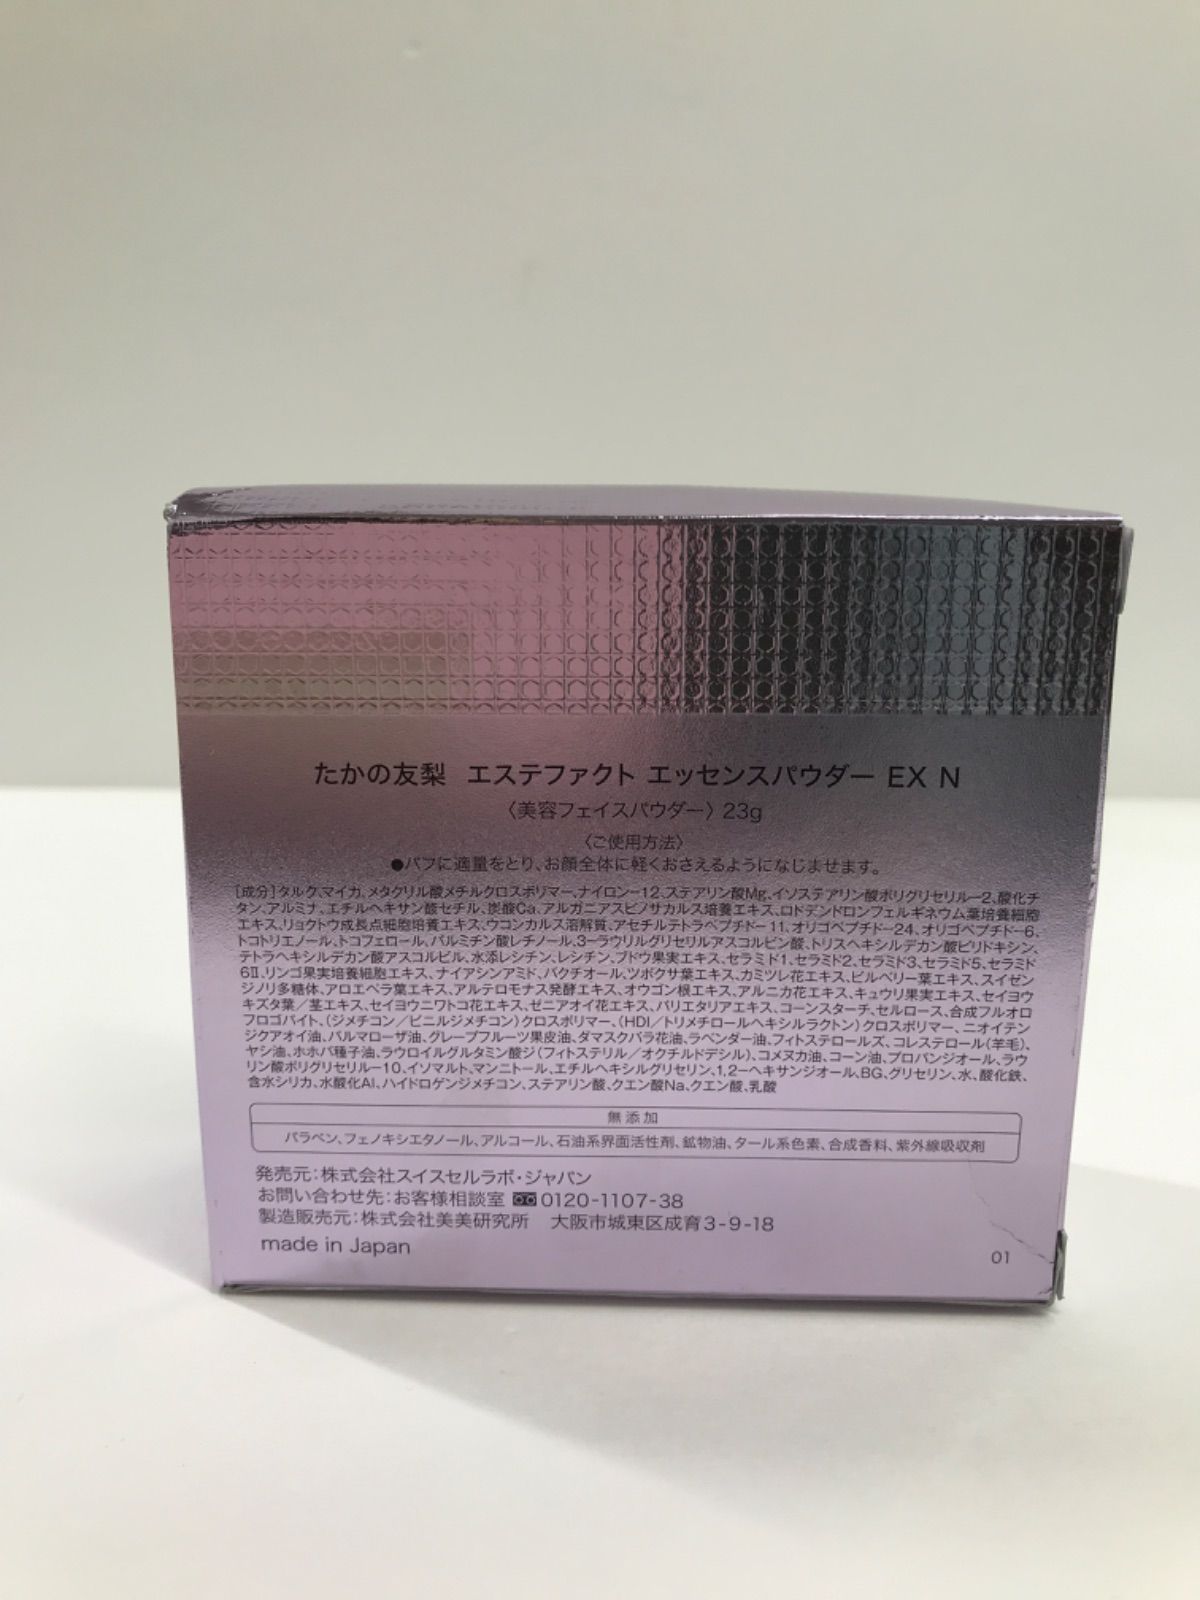 たかの友梨 エステファクト エッセンスパウダー EX N
〈美容フェイスパウダー〉23g
〈ご使用方法〉
●パフに適量をとり、お顔全体に軽くおさえるようになじませます。
[成分]タルク、マイカ、メタクリル酸メチルクロスポリマー、ナイロン-12、ステアリン酸Mg、イソステアリン酸ポリグリセリル-2、酸化チ
タン、アルミナ、エチルヘキサン酸セチル、炭酸Ca、アルガニアスピノサカルス培養エキス、ロドデンドロンフェルギネウム葉培養細胞
エキス、リョクトウ成長点細胞培養エキス、ウコンカルス溶解質、アセチルテトラペプチド-11、オリゴペプチド-24、オリゴペプチド-6、
トコトリエノール、トコフェロール、パルミチン酸レチノール、3-ラウリルグリセリルアスコルビン酸、トリスヘキシルデカン酸ピリドキシン、
テトラヘキシルデカン酸アスコルビル、水添レシチン、レシチン、ブドウ果実エキス、セラミド1、セラミド2、セラミド3、セラミド5、セラミド
6Ⅱ、リンゴ果実培養細胞エキス、ナイアシンアミド、バクチオール、ツボクサ葉エキス、カミツレ花エキス、ビルベリー葉エキス、スイゼン
ジノリ多糖体、アロエベラ葉エキス、アルテロモナス発酵エキス、オウゴン根エキス、アルニカ花エキス、キュウリ果実エキス、セイヨウ
キズタ葉/茎エキス、セイヨウニワトコ花エキス、ゼニアオイ花エキス、パリエタリアエキス、コーンスターチ、セルロース、合成フルオロ
フロゴパイト、(ジメチコン/ビニルジメチコン)クロスポリマー、(HDI/トリメチロールヘキシルラクトン)クロスポリマー、ニオイテン
ジクアオイ油、パルマローザ油、グレープフルーツ果皮油、ダマスクバラ花油、ラベンダー油、フィトステロールズ、コレステロール(羊毛)、
ヤシ油、ホホバ種子油、ラウロイルグルタミン酸ジ(フィトステリル/オクチルドデシル)、コメヌカ油、コーン油、プロパンジオール、ラウ
リン酸ポリグリセリル-10、イソマルト、マンニトール、エチルヘキシルグリセリン、1,2-ヘキサンジオール、BG、グリセリン、水、酸化鉄、
含水シリカ、水酸化Al、ハイドロゲンジメチコン、ステアリン酸、クエン酸Na、クエン酸、乳酸
無添加
パラベン、フェノキシエタノール、アルコール、石油系界面活性剤、鉱物油、タール系色素、合成香料、紫外線吸収剤
発売元:株式会社スイスセルラボ・ジャパン
お問い合わせ先:お客様相談室 0120-1107-38
製造販売元:株式会社美美研究所 大阪市城東区成育3-9-18
made in Japan
01